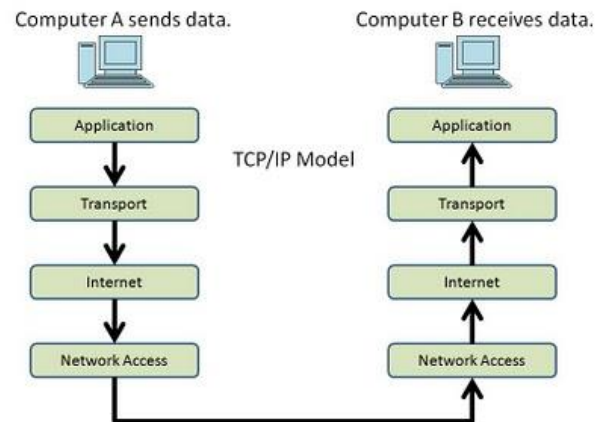 Computer A sends data.
Computer B receives data.
Application
Application
TCP/IP Model
Transport
Transport
Internet
Internet
Network Access
Network Access